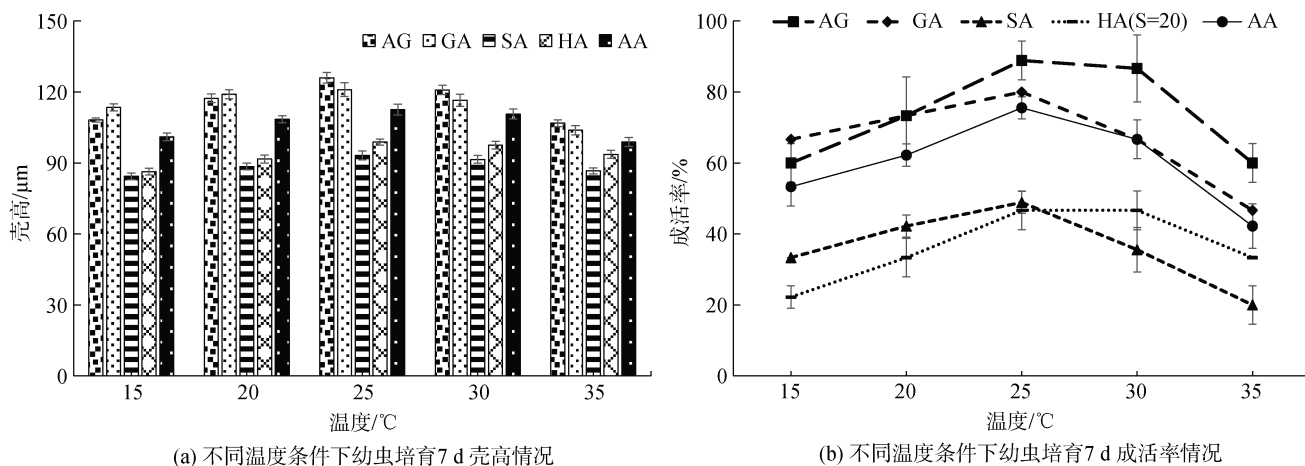 150
120
90
60
30
0
壳高/μm
AG GA SA HA AA
15 20 25 30 35
温度/℃
(a) 不同温度条件下幼虫培育7 d 壳高情况
100
80
60
40
20
0
成活率/%
AG GA SA HA(S=20) AA
15 20 25 30 35
温度/℃
(b) 不同温度条件下幼虫培育7 d 成活率情况